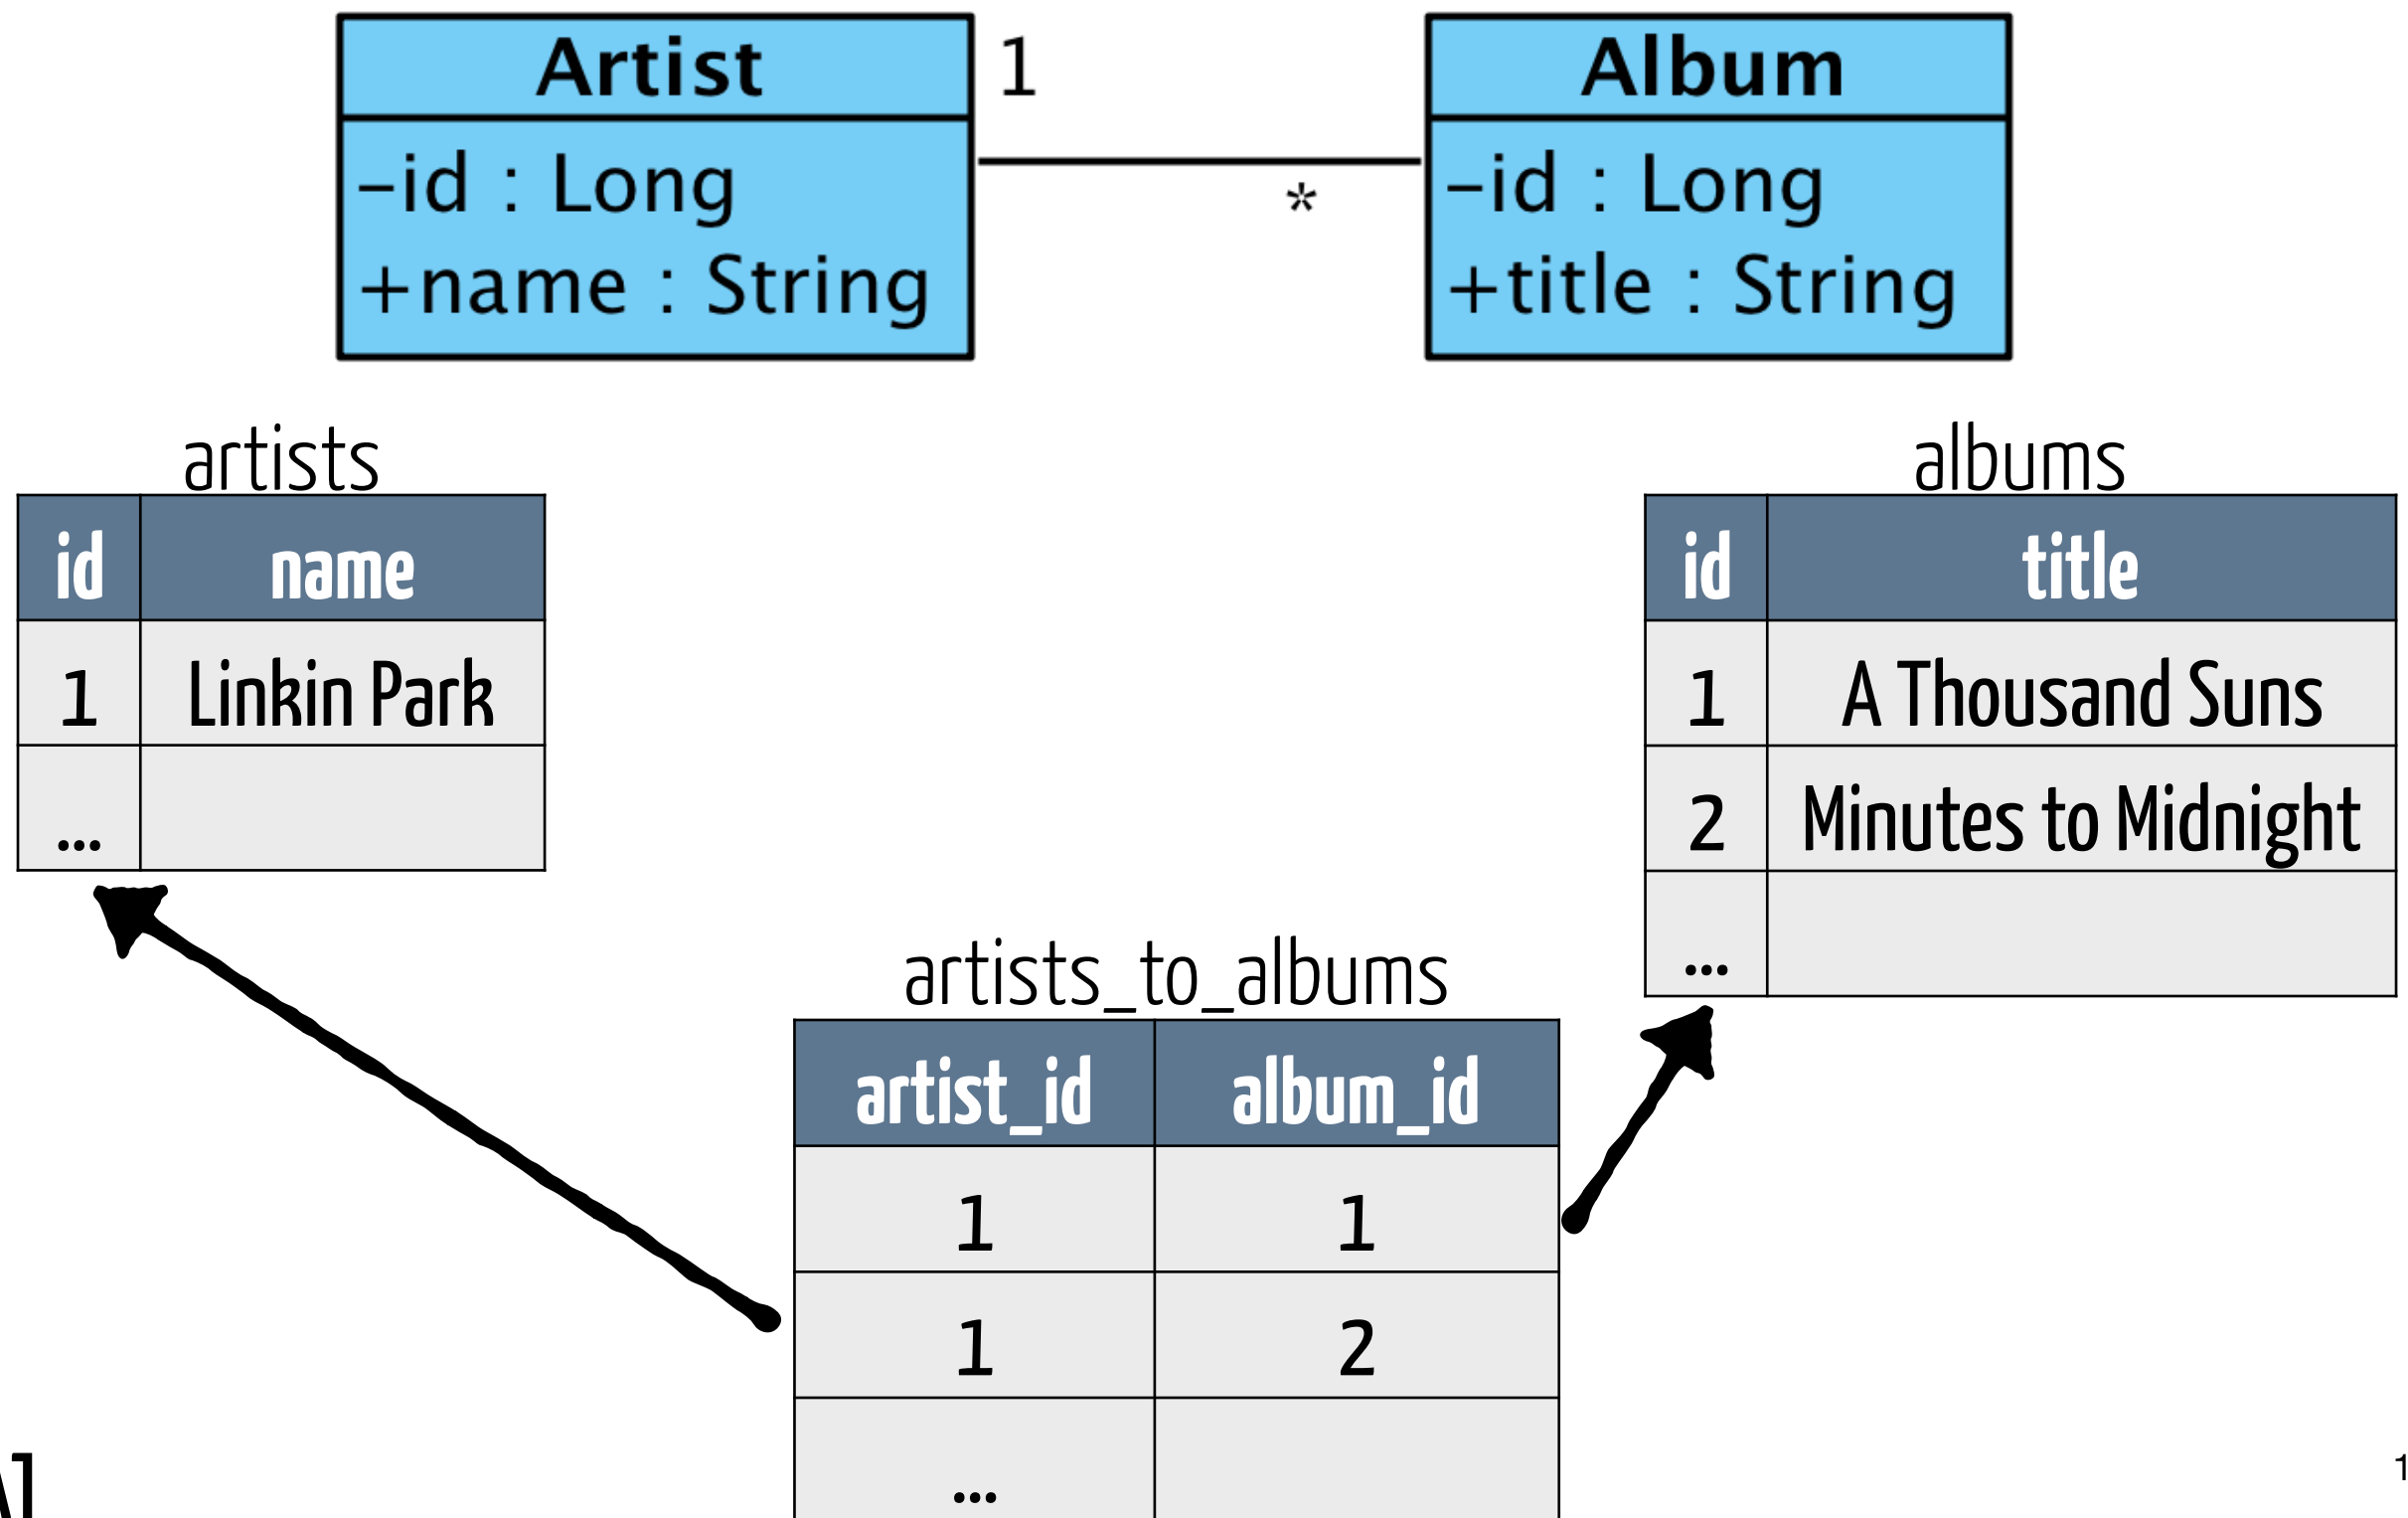 Artist
1
Album
-id : Long
+name : String
*
-id : Long
+title : String
artists
id name
1 Linkin Park
...
albums
id title
1 A Thousand Suns
2 Minutes to Midnight
...
artists_to_albums
artist_id album_id
1 1
1 2
...
1